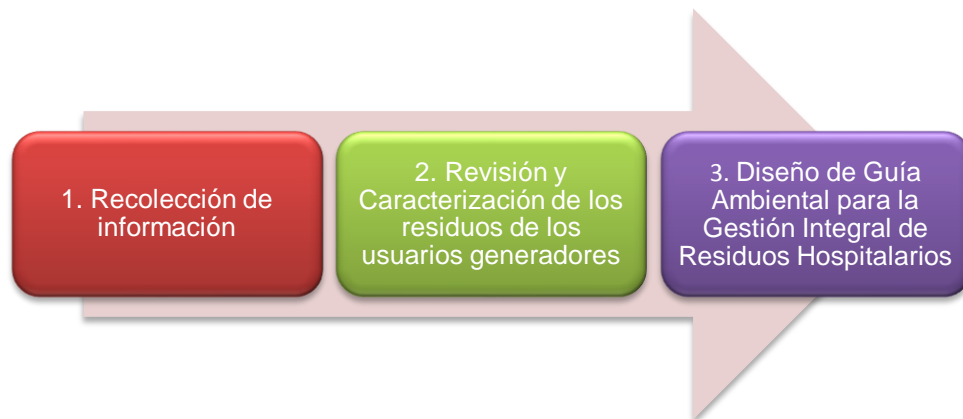 1. Recolección de
información
2. Revisión y
Caracterización de los
residuos de los
usuarios generadores
3. Diseño de Guía
Ambiental para la
Gestión Integral de
Residuos Hospitalarios